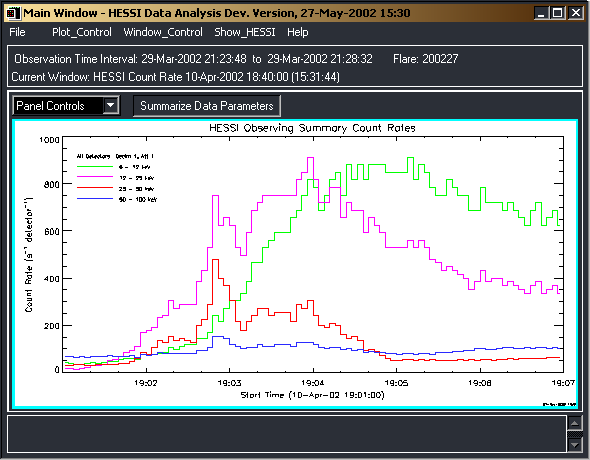 Main Window - HESSI Data Analysis Dev. Version, 27-May-2002 15:30
File Plot_Control Window_Control Show_HESSI Help
Observation Time Interval: 29-Mar-2002 21:23:48 to 29-Mar-2002 21:28:32 Flare: 200227
Current Window: HESSI Count Rate 10-Apr-2002 18:40:00 (15:31:44)
Panel Controls Summarize Data Parameters
HESSI Observing Summary Count Rates
1000
All Detectors
6 - 12 keV
12 - 25 keV
25 - 50 keV
50 - 100 keV
800
600
Count Rate (s⁻¹ detector⁻¹)
400
200
0
19:02 19:03 19:04 19:05 19:06 19:07
Start Time (10-Apr-02 19:01:00)